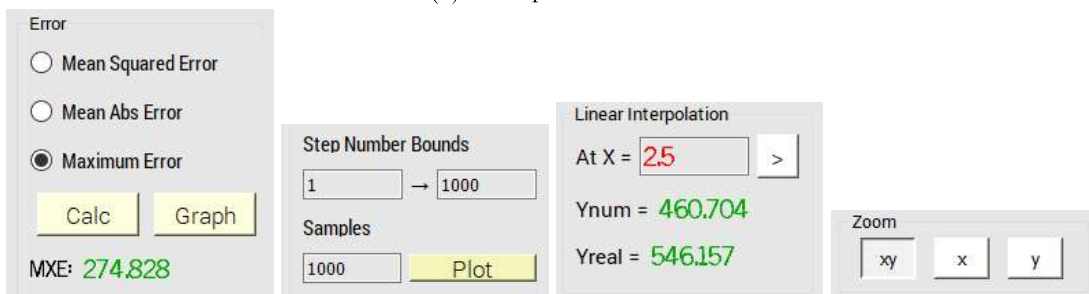 Error
Mean Squared Error
Mean Abs Error
Maximum Error
Calc Graph
MXE: 274.828
Step Number Bounds
1 → 1000
Samples
1000 Plot
Linear Interpolation
At X = 2.5 >
Ynum = 460.704
Yreal = 546.157
Zoom
xy x y